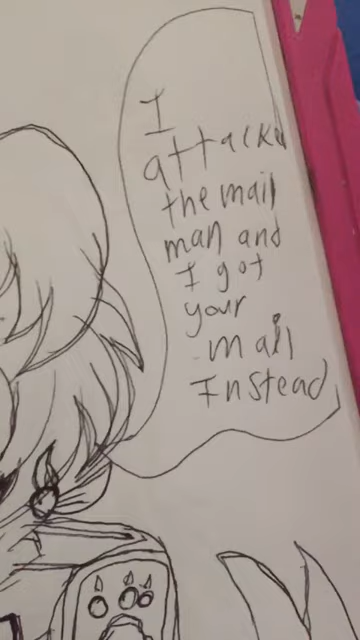 I
attacked
the mail
man and
I got
your
mail
Instead